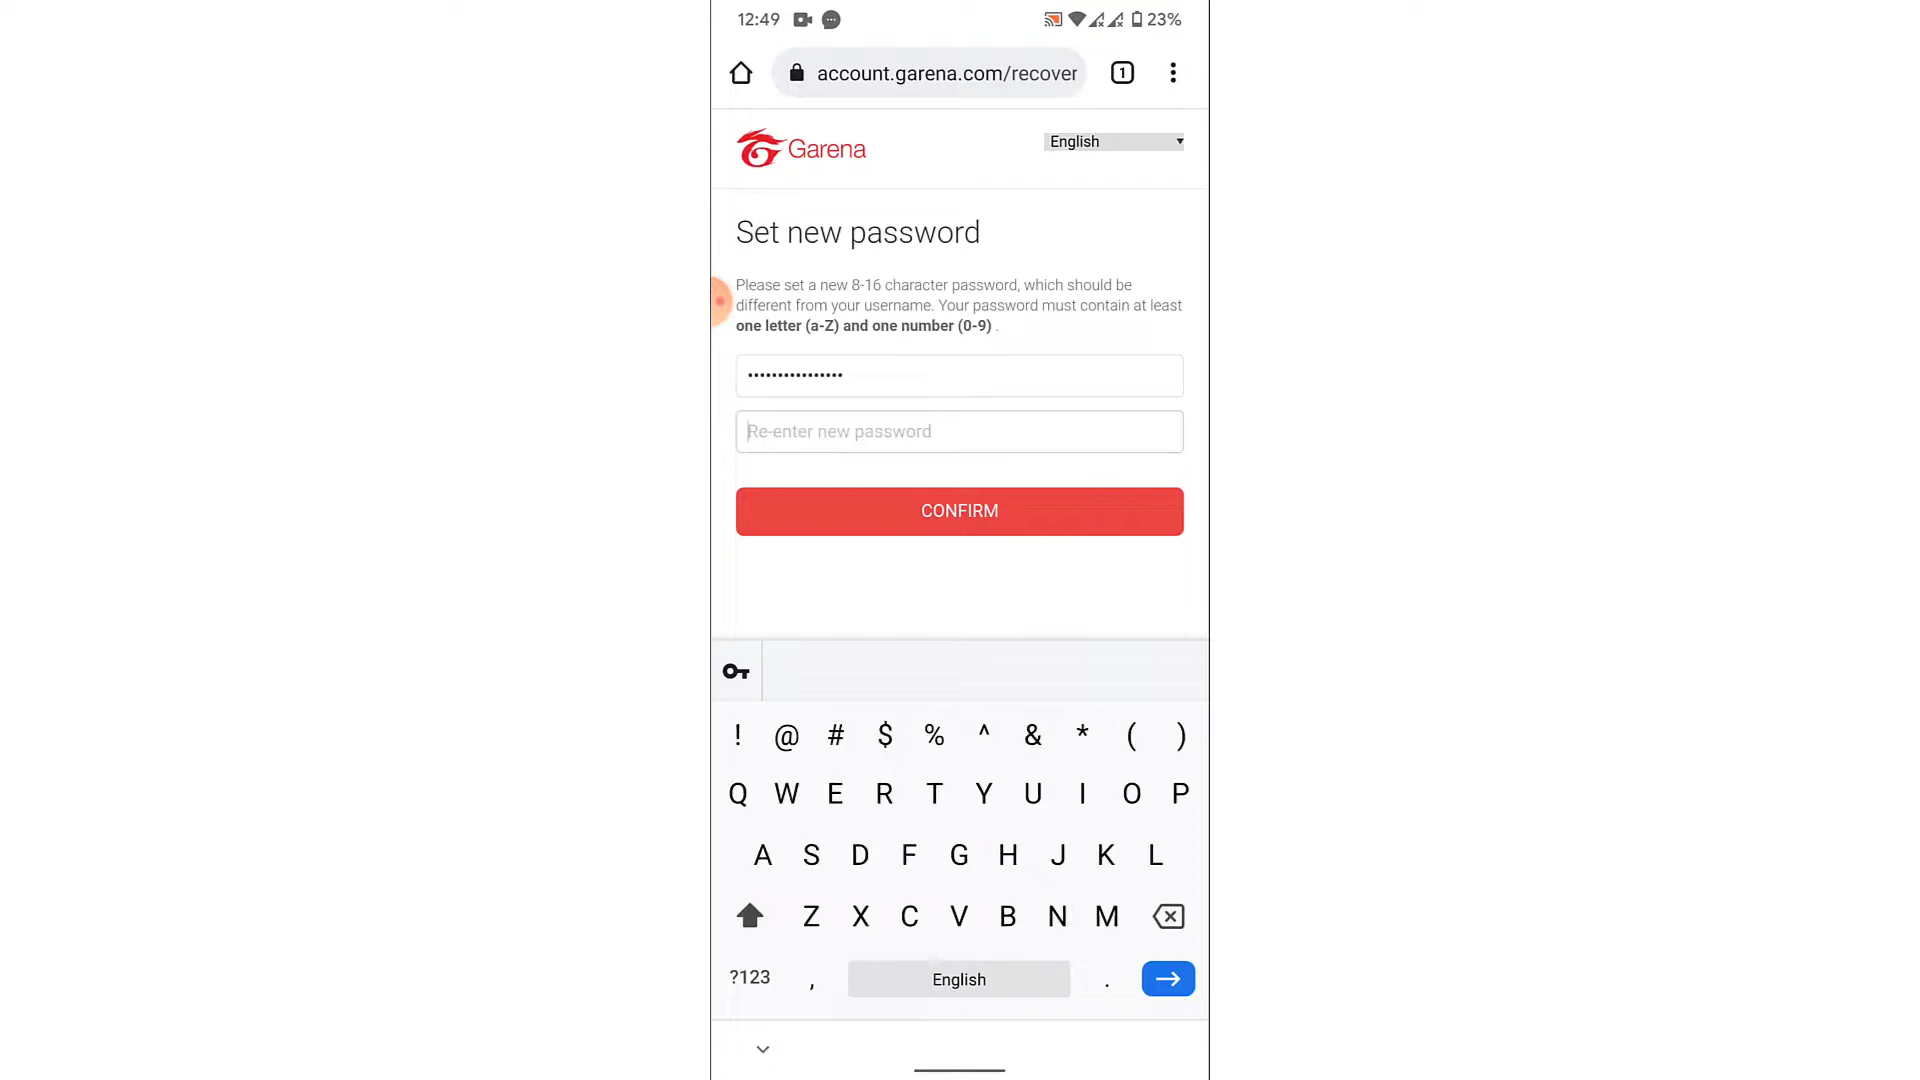 12:49 23%
account.garena.com/recover 1
Garena English
Set new password
Please set a new 8-16 character password, which should be
different from your username. Your password must contain at least
one letter (a-Z) and one number (0-9) .
••••••••••••••••
Re-enter new password
CONFIRM
! @ # $ % ^ & * ( )
Q W E R T Y U I O P
A S D F G H J K L
Z X C V B N M
?123 , English .